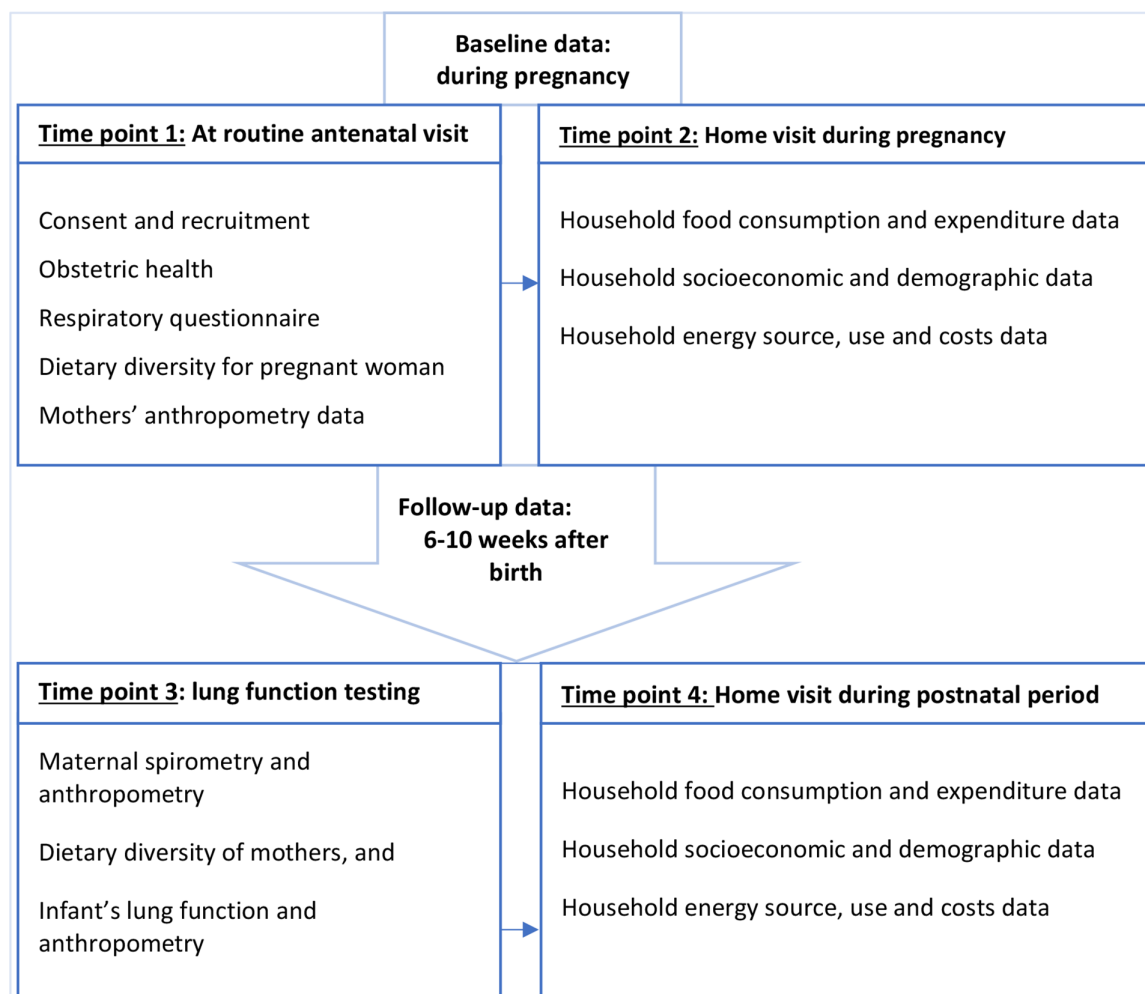 Baseline data:
during pregnancy
Time point 1: At routine antenatal visit
Consent and recruitment
Obstetric health
Respiratory questionnaire
Dietary diversity for pregnant woman
Mothers’ anthropometry data
Time point 2: Home visit during pregnancy
Household food consumption and expenditure data
Household socioeconomic and demographic data
Household energy source, use and costs data
Follow-up data:
6-10 weeks after
birth
Time point 3: lung function testing
Maternal spirometry and
anthropometry
Dietary diversity of mothers, and
Infant’s lung function and
anthropometry
Time point 4: Home visit during postnatal period
Household food consumption and expenditure data
Household socioeconomic and demographic data
Household energy source, use and costs data